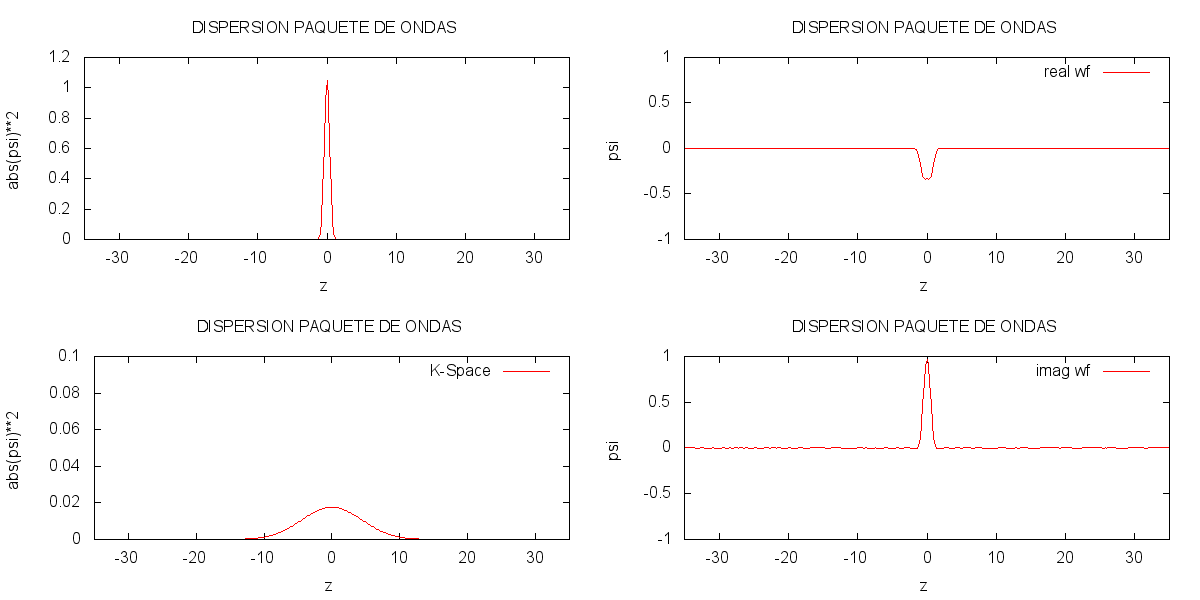 DISPERSION PAQUETE DE ONDAS
1.2
1
0.8
0.6
0.4
0.2
0
abs(psi)**2
-30 -20 -10 0 10 20 30
z
DISPERSION PAQUETE DE ONDAS
real wf
1
0.5
0
-0.5
-1
psi
-30 -20 -10 0 10 20 30
z
DISPERSION PAQUETE DE ONDAS
K-Space
0.1
0.08
0.06
0.04
0.02
0
abs(psi)**2
-30 -20 -10 0 10 20 30
z
DISPERSION PAQUETE DE ONDAS
imag wf
1
0.5
0
-0.5
-1
psi
-30 -20 -10 0 10 20 30
z